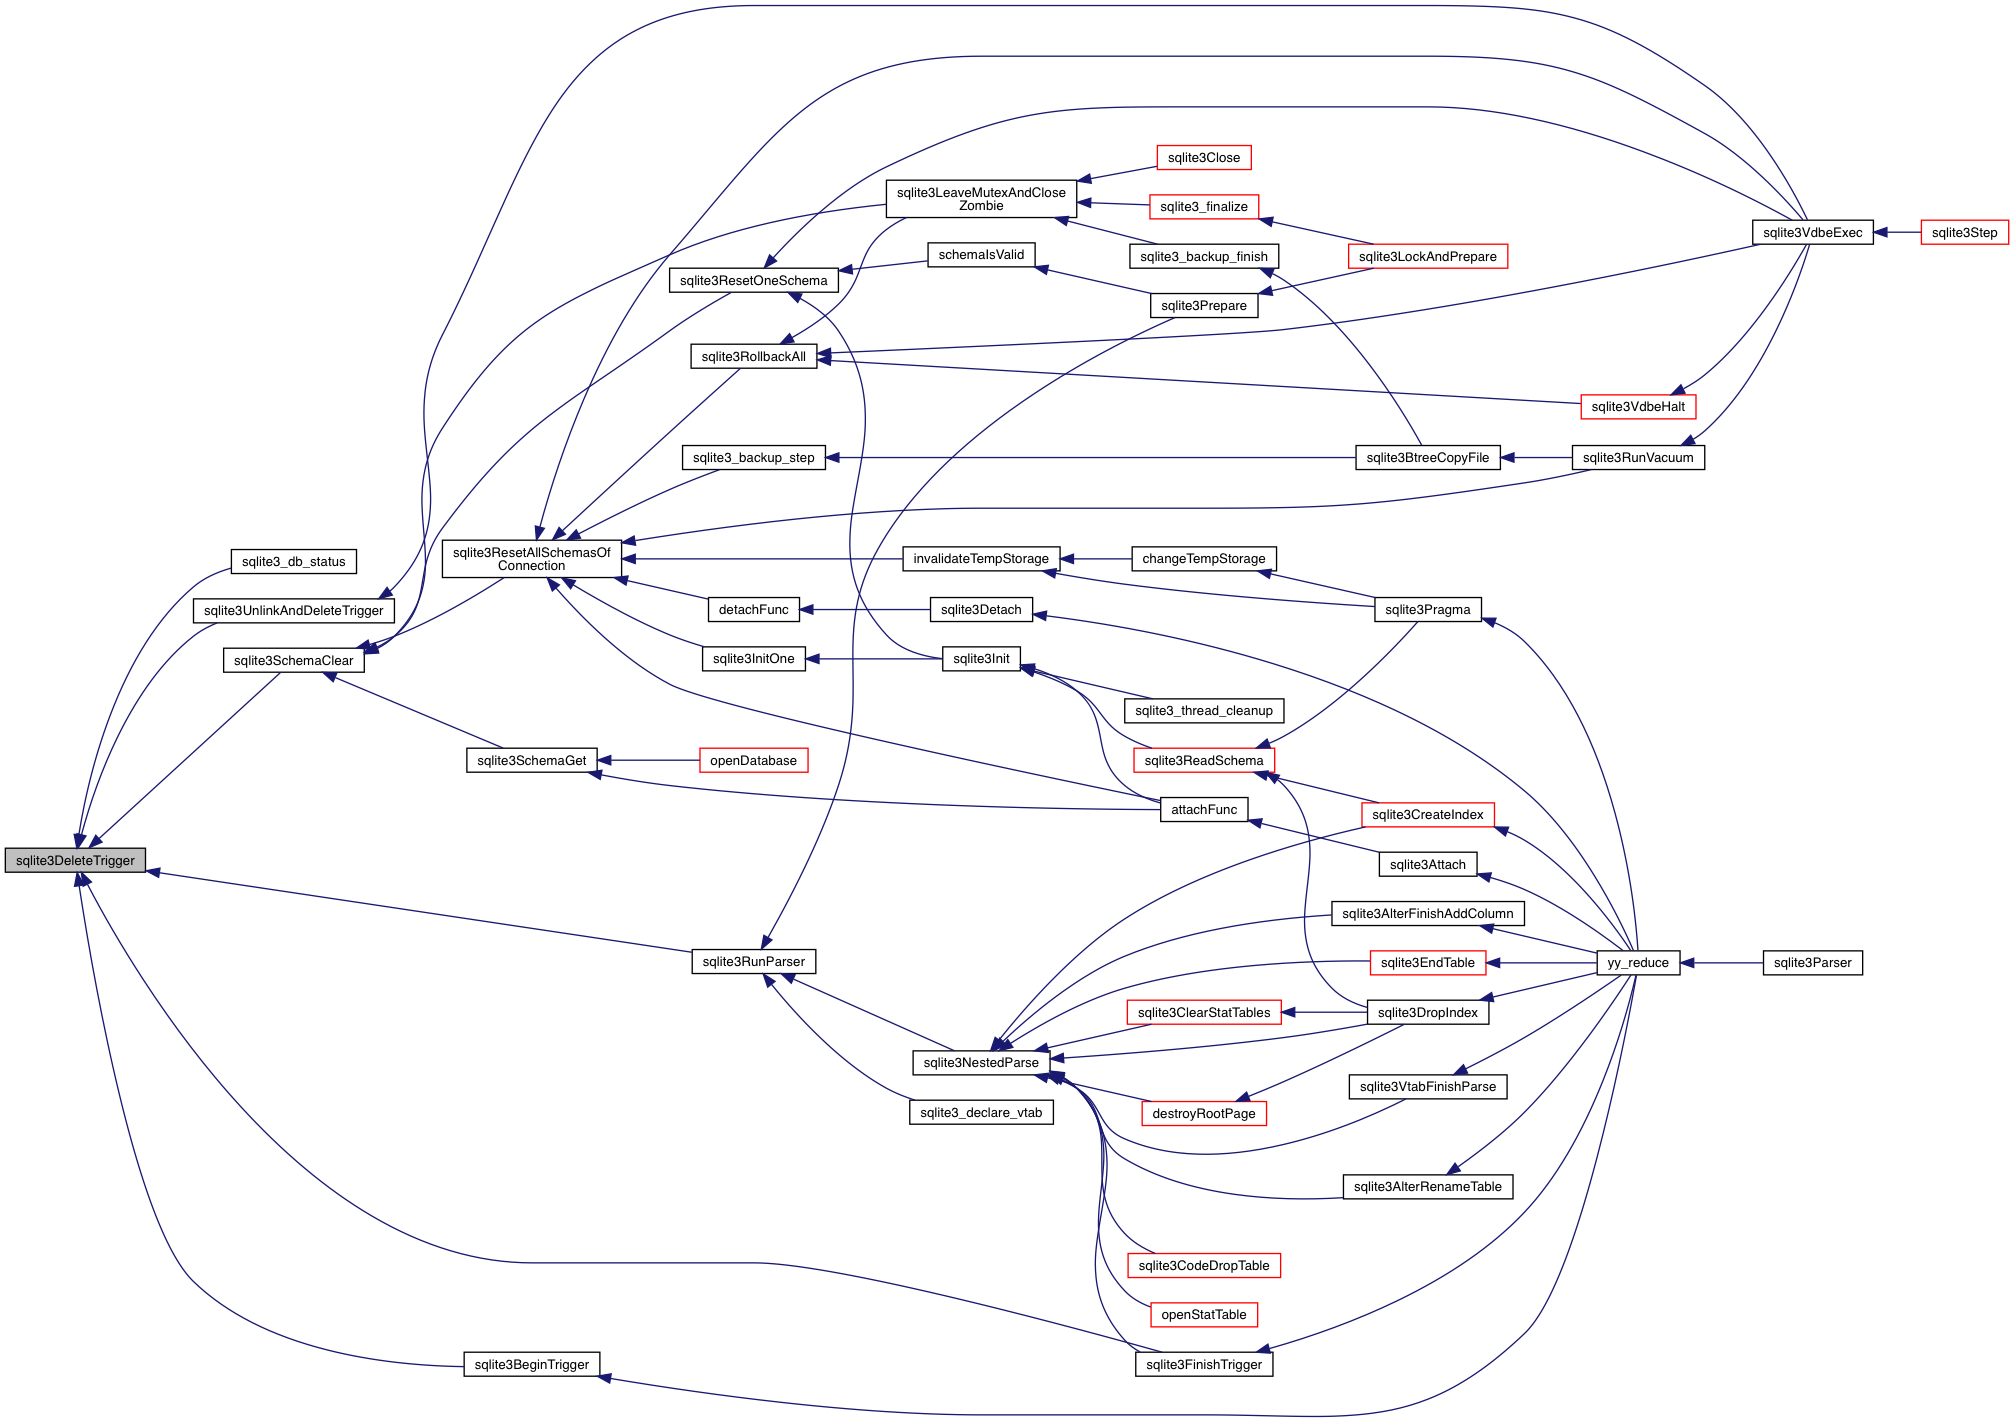 sqlite3Close
sqlite3LeaveMutexAndClose
Zombie
sqlite3_finalize
sqlite3VdbeExec
sqlite3Step
schemaIsValid
sqlite3_backup_finish
sqlite3LockAndPrepare
sqlite3ResetOneSchema
sqlite3Prepare
sqlite3RollbackAll
sqlite3VdbeHalt
sqlite3_backup_step
sqlite3BtreeCopyFile
sqlite3RunVacuum
sqlite3_db_status
sqlite3ResetAllSchemasOf
Connection
invalidateTempStorage
changeTempStorage
sqlite3UnlinkAndDeleteTrigger
detachFunc
sqlite3Detach
sqlite3Pragma
sqlite3SchemaClear
sqlite3InitOne
sqlite3Init
sqlite3_thread_cleanup
sqlite3SchemaGet
openDatabase
sqlite3ReadSchema
attachFunc
sqlite3CreateIndex
sqlite3DeleteTrigger
sqlite3Attach
sqlite3AlterFinishAddColumn
sqlite3RunParser
sqlite3EndTable
yy_reduce
sqlite3Parser
sqlite3ClearStatTables
sqlite3DropIndex
sqlite3NestedParse
sqlite3VtabFinishParse
sqlite3_declare_vtab
destroyRootPage
sqlite3AlterRenameTable
sqlite3CodeDropTable
openStatTable
sqlite3BeginTrigger
sqlite3FinishTrigger